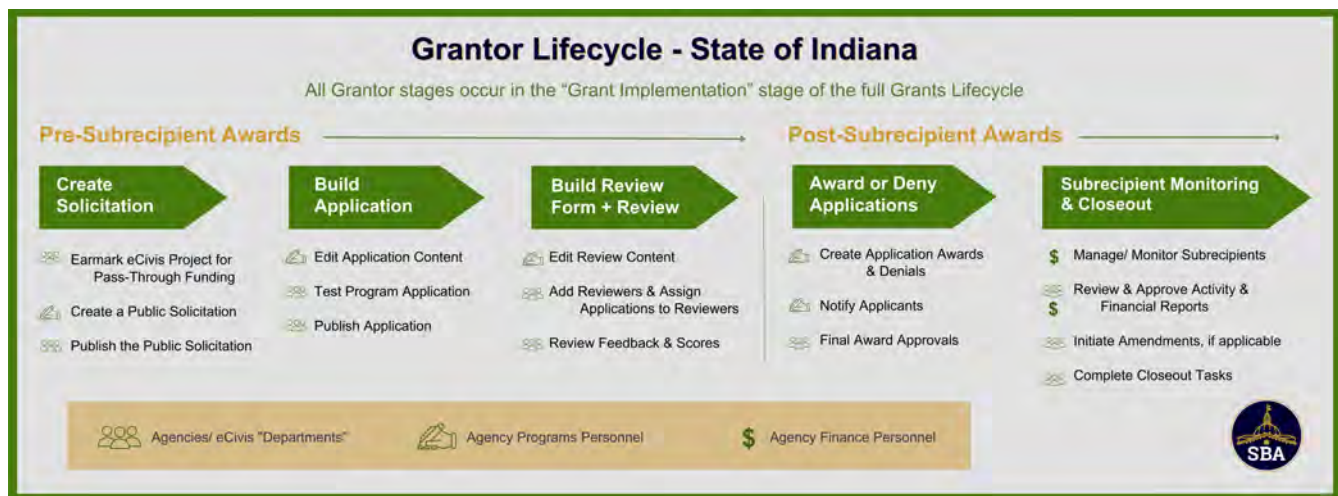 Grantor Lifecycle - State of Indiana
All Grantor stages occur in the “Grant Implementation” stage of the full Grants Lifecycle
Pre-Subrecipient Awards
Create
Solicitation
Earmark eCivis Project for
Pass-Through Funding
Create a Public Solicitation
Publish the Public Solicitation
Build
Application
Edit Application Content
Test Program Application
Publish Application
Build Review
Form + Review
Edit Review Content
Add Reviewers & Assign
Applications to Reviewers
Review Feedback & Scores
Post-Subrecipient Awards
Award or Deny
Applications
Create Application Awards
& Denials
Notify Applicants
Final Award Approvals
Subrecipient Monitoring
& Closeout
$ Manage/ Monitor Subrecipients
Review & Approve Activity &
$ Financial Reports
Initiate Amendments, if applicable
Complete Closeout Tasks
Agencies/ eCivis "Departments"
Agency Programs Personnel
$ Agency Finance Personnel
SBA